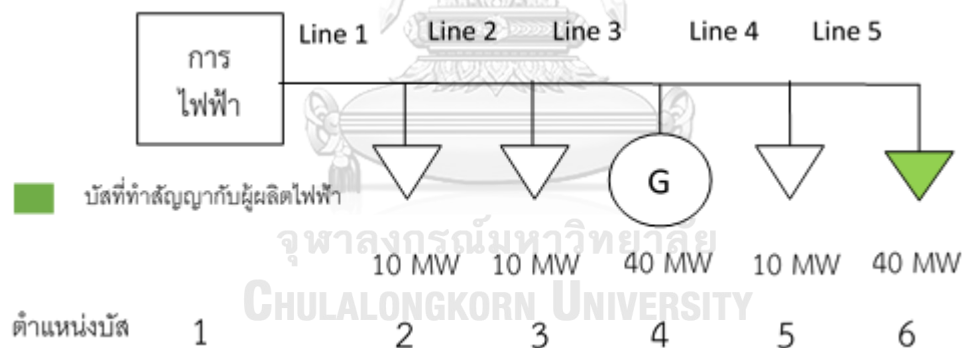 Line 1 Line 2 Line 3 Line 4 Line 5
การ
ไฟฟ้า
G
บัสที่ทำสัญญากับผู้ผลิตไฟฟ้า
จุฬาลงกรณ์มหาวิทยาลัย
10 MW 10 MW 40 MW 10 MW 40 MW
CHULALONGKORN UNIVERSITY
ตำแหน่งบัส 1 2 3 4 5 6